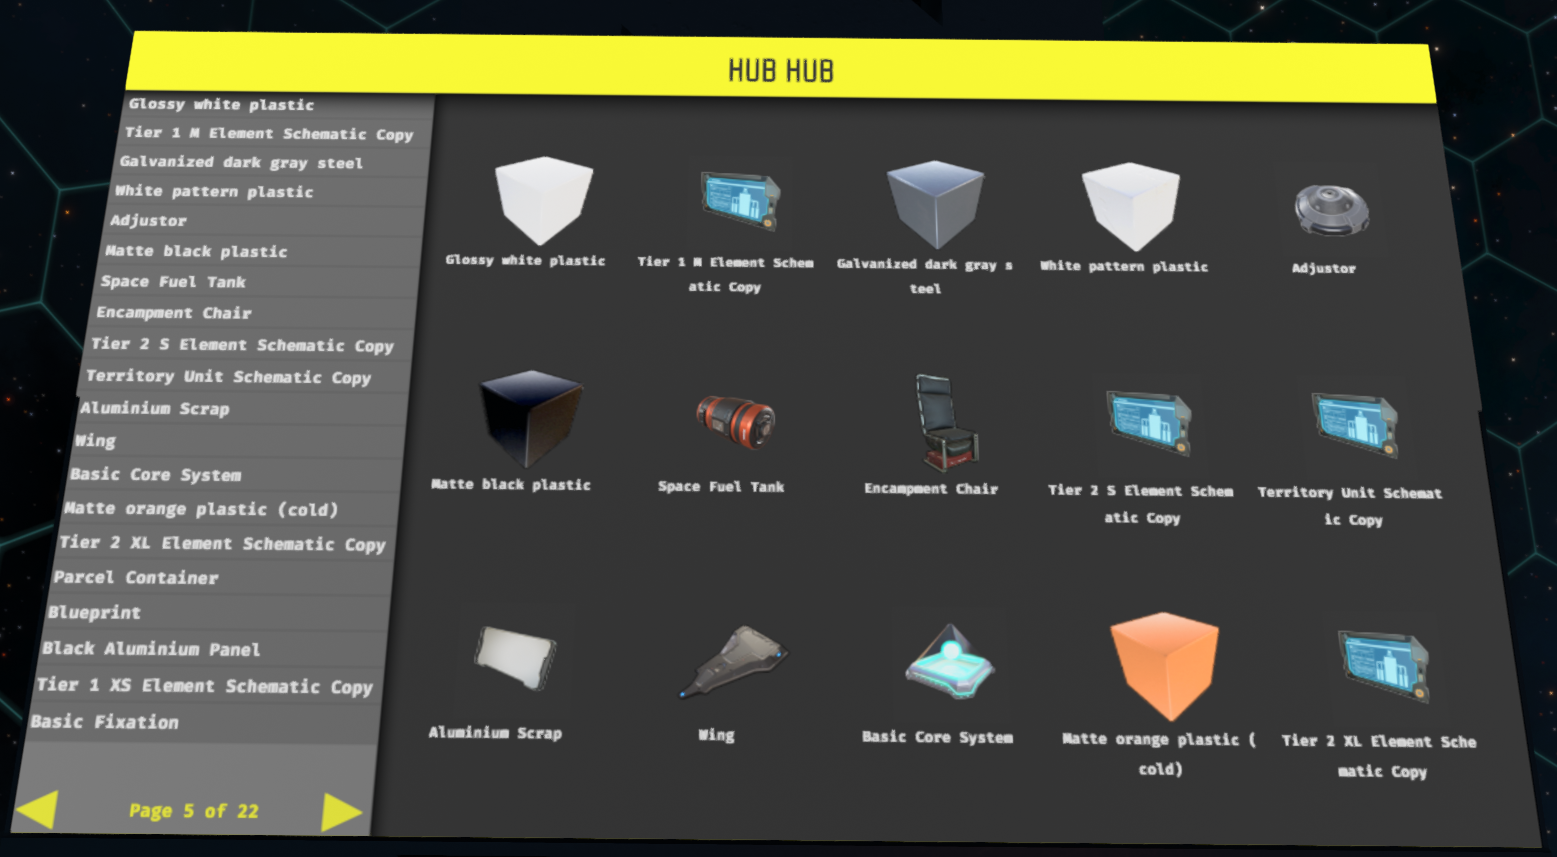 HUB HUB
Glossy white plastic
Tier 1 M Element Schematic Copy
Galvanized dark gray steel
White pattern plastic
Adjustor
Matte black plastic
Space Fuel Tank
Encampment Chair
Tier 2 S Element Schematic Copy
Territory Unit Schematic Copy
Aluminium Scrap
Wing
Basic Core System
Matte orange plastic (cold)
Tier 2 XL Element Schematic Copy
Parcel Container
Blueprint
Black Aluminium Panel
Tier 1 XS Element Schematic Copy
Basic Fixation
Page 5 of 22
Glossy white plastic
Tier 1 M Element Schem
atic Copy
Galvanized dark gray s
teel
White pattern plastic
Adjustor
Matte black plastic
Space Fuel Tank
Encampment Chair
Tier 2 S Element Schem
atic Copy
Territory Unit Schemat
ic Copy
Aluminium Scrap
Wing
Basic Core System
Matte orange plastic (
cold)
Tier 2 XL Element Sche
matic Copy